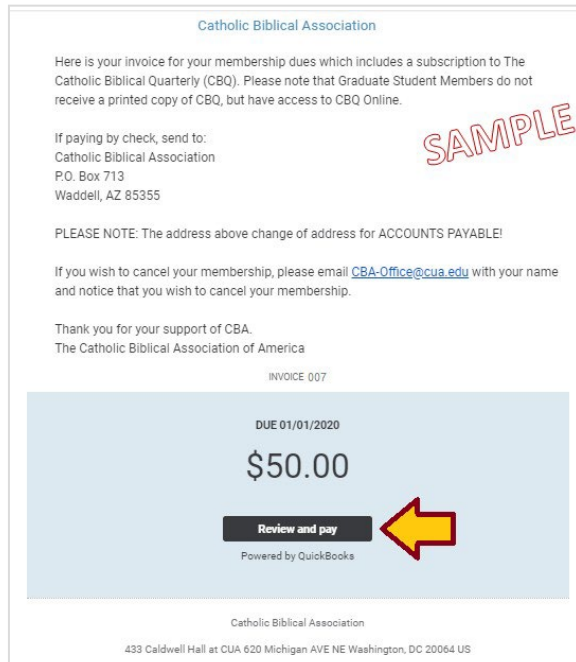 Catholic Biblical Association
Here is your invoice for your membership dues which includes a subscription to The
Catholic Biblical Quarterly (CBQ). Please note that Graduate Student Members do not
receive a printed copy of CBQ, but have access to CBQ Online.
SAMPLE
If paying by check, send to:
Catholic Biblical Association
P.O. Box 713
Waddell, AZ 85355
PLEASE NOTE: The address above change of address for ACCOUNTS PAYABLE!
If you wish to cancel your membership, please email CBA-Office@cua.edu with your name
and notice that you wish to cancel your membership.
Thank you for your support of CBA.
The Catholic Biblical Association of America
INVOICE 007
DUE 01/01/2020
$50.00
Review and pay
Powered by QuickBooks
Catholic Biblical Association
433 Caldwell Hall at CUA 620 Michigan AVE NE Washington, DC 20064 US